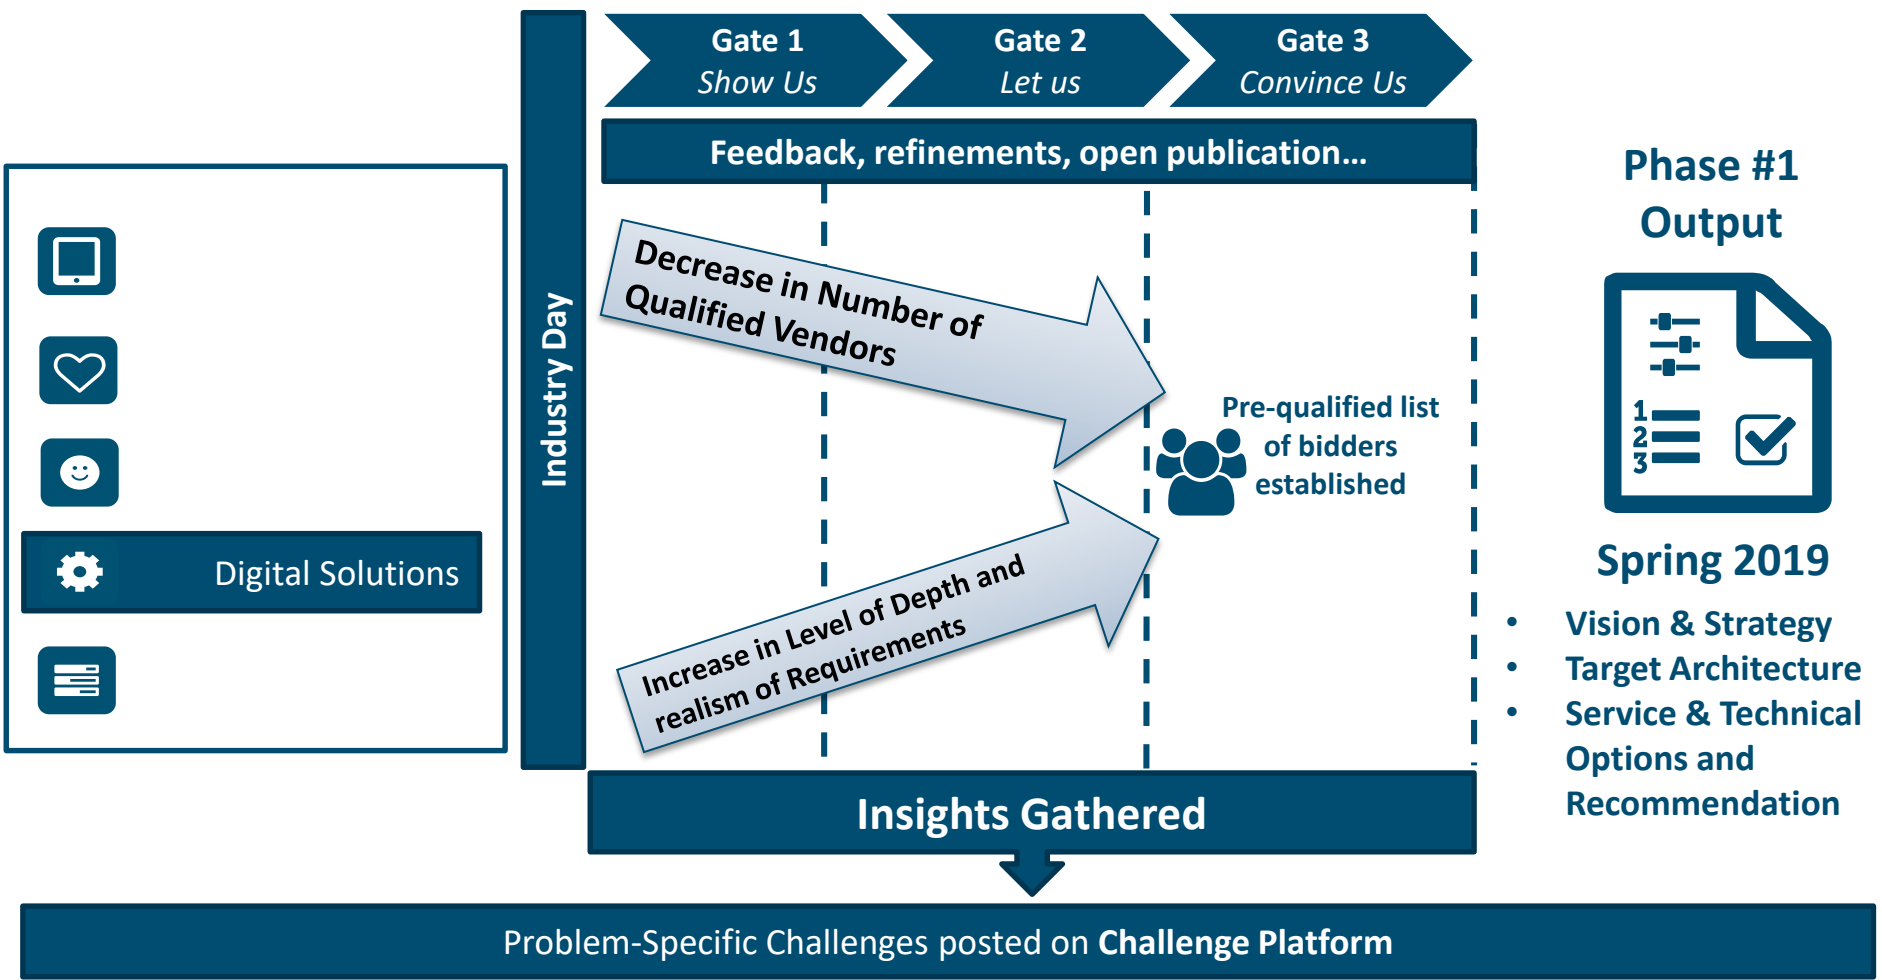 Gate 1
Show Us
Gate 2
Let us
Gate 3
Convince Us
Feedback, refinements, open publication...
Industry Day
Digital Solutions
Decrease in Number of
Qualified Vendors
Pre-qualified list
of bidders
established
Increase in Level of Depth and
realism of Requirements
Insights Gathered
Phase #1
Output
1
2
3
Spring 2019
• Vision & Strategy
• Target Architecture
• Service & Technical
Options and
Recommendation
Problem-Specific Challenges posted on Challenge Platform